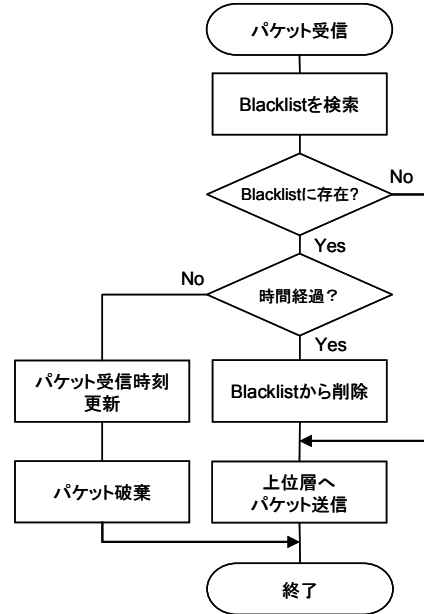 パケット受信
Blacklistを検索
Blacklistに存在?
No
Yes
時間経過？
No
Yes
パケット受信時刻
更新
Blacklistから削除
パケット破棄
上位層へ
パケット送信
終了